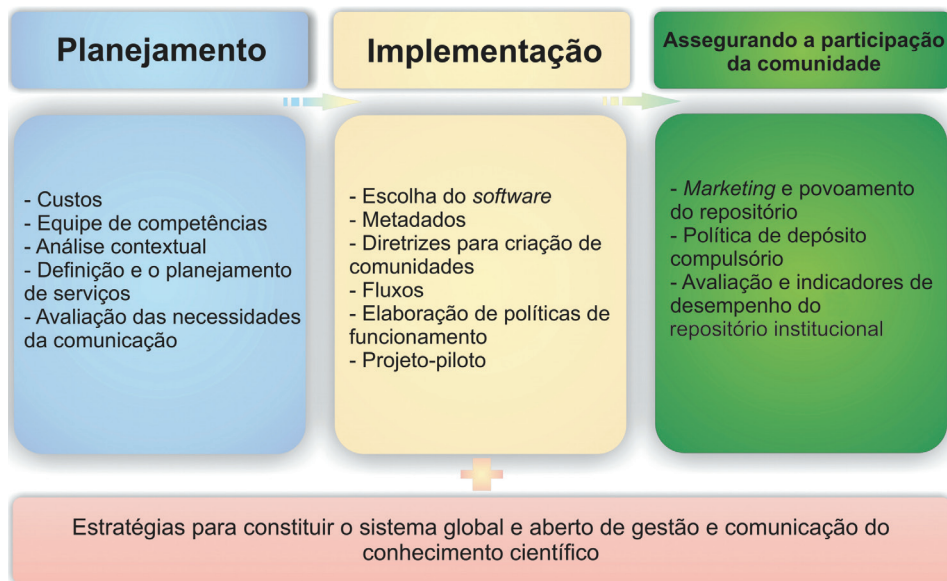 Planejamento
- Custos
- Equipe de competências
- Análise contextual
- Definição e o planejamento
de serviços
- Avaliação das necessidades
da comunicação
Implementação
- Escolha do software
- Metadados
- Diretrizes para criação de
comunidades
- Fluxos
- Elaboração de políticas de
funcionamento
- Projeto-piloto
Assegurando a participação
da comunidade
- Marketing e povoamento
do repositório
- Política de depósito
compulsório
- Avaliação e indicadores de
desempenho do
repositório institucional
Estratégias para constituir o sistema global e aberto de gestão e comunicação do
conhecimento científico